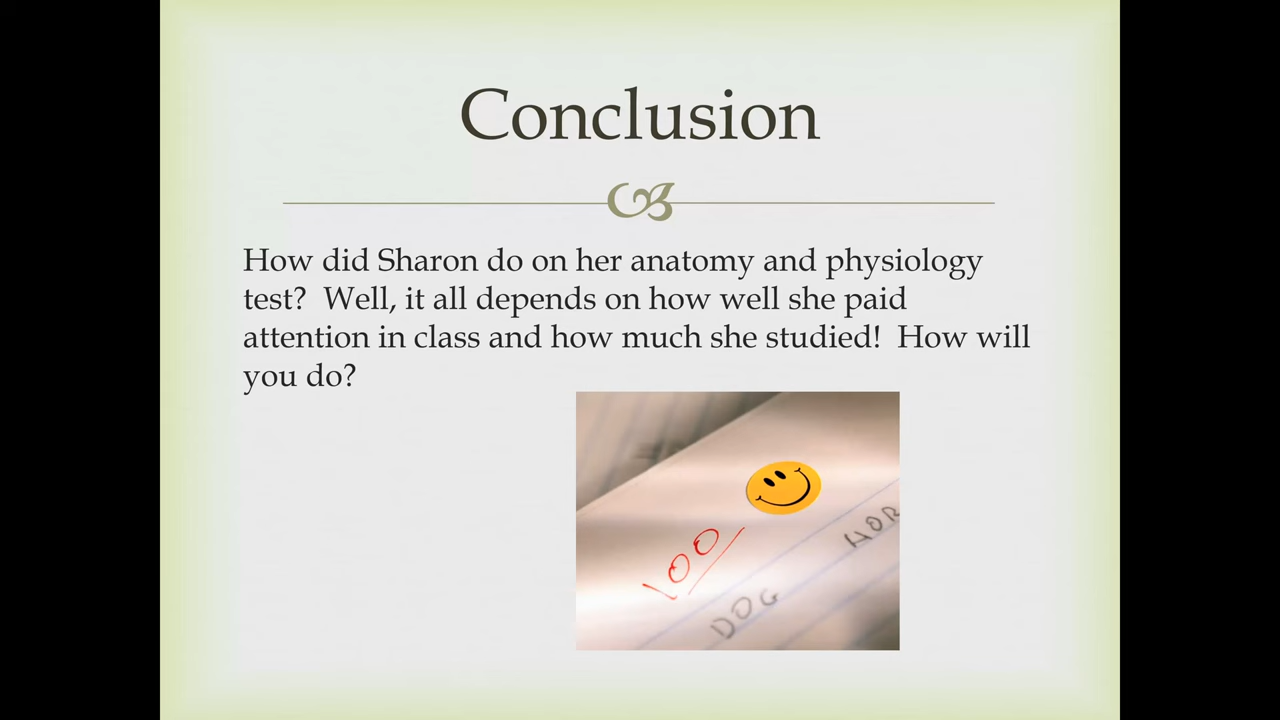 Conclusion
How did Sharon do on her anatomy and physiology
test?  Well, it all depends on how well she paid
attention in class and how much she studied!  How will
you do?
100
HOR
DOG